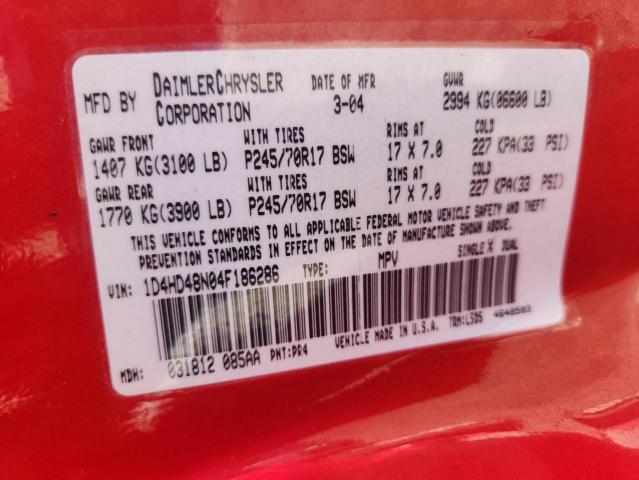 MFD BY DAIMLERCHRYSLER CORPORATION DATE OF MFR 3-04 GVWR 2994 KG(06600 LB)
GAWR FRONT WITH TIRES RIMS AT COLD
1407 KG(3100 LB) P245/70R17 BSW 17 X 7.0 227 KPA(33 PSI)
GAWR REAR WITH TIRES RIMS AT COLD
1770 KG(3900 LB) P245/70R17 BSW 17 X 7.0 227 KPA(33 PSI)
THIS VEHICLE CONFORMS TO ALL APPLICABLE FEDERAL MOTOR VEHICLE SAFETY AND THEFT
PREVENTION STANDARDS IN EFFECT ON THE DATE OF MANUFACTURE SHOWN ABOVE.
VIN: 1D4HD48N04F186286 TYPE: MPV SINGLE X DUAL
MDH: 031812 085AA PNT:PR4 VEHICLE MADE IN U.S.A. TRM:L5D5 4648503